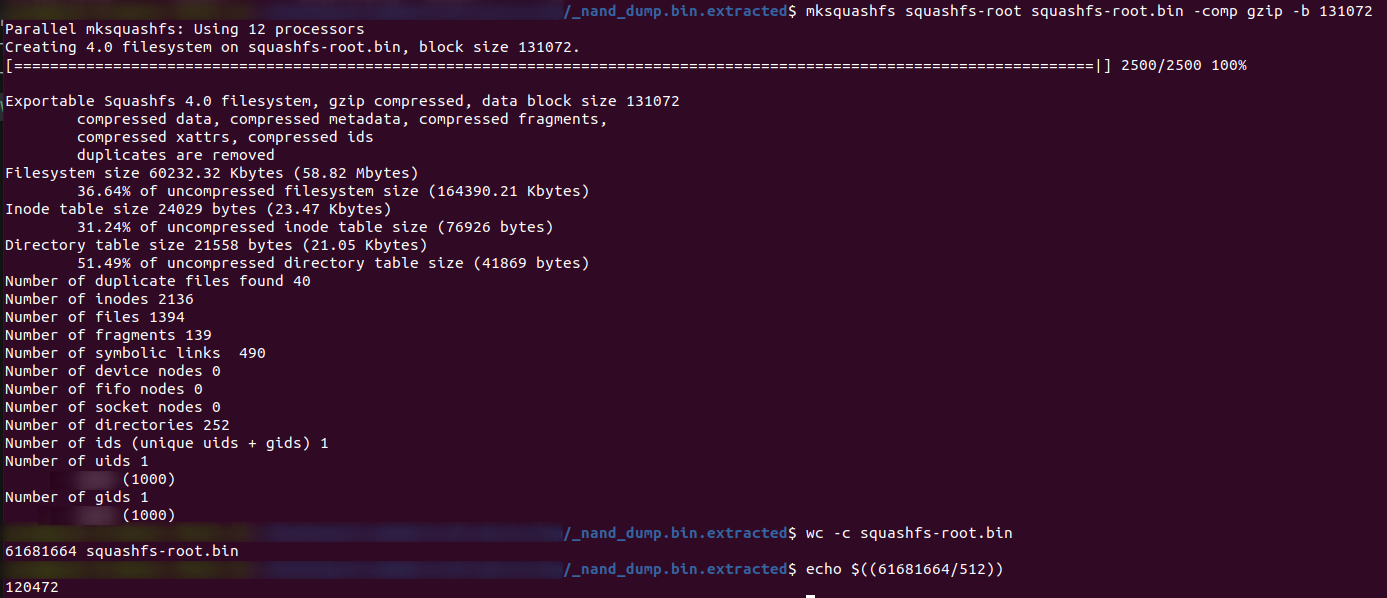 /_nand_dump.bin.extracted$ mksquashfs squashfs-root squashfs-root.bin -comp gzip -b 131072
Parallel mksquashfs: Using 12 processors
Creating 4.0 filesystem on squashfs-root.bin, block size 131072.
[=======================================================================================================================|] 2500/2500 100%
Exportable Squashfs 4.0 filesystem, gzip compressed, data block size 131072
compressed data, compressed metadata, compressed fragments,
compressed xattrs, compressed ids
duplicates are removed
Filesystem size 60232.32 Kbytes (58.82 Mbytes)
36.64% of uncompressed filesystem size (164390.21 Kbytes)
Inode table size 24029 bytes (23.47 Kbytes)
31.24% of uncompressed inode table size (76926 bytes)
Directory table size 21558 bytes (21.05 Kbytes)
51.49% of uncompressed directory table size (41869 bytes)
Number of duplicate files found 40
Number of inodes 2136
Number of files 1394
Number of fragments 139
Number of symbolic links  490
Number of device nodes 0
Number of fifo nodes 0
Number of socket nodes 0
Number of directories 252
Number of ids (unique uids + gids) 1
Number of uids 1
(1000)
Number of gids 1
(1000)
/_nand_dump.bin.extracted$ wc -c squashfs-root.bin
61681664 squashfs-root.bin
/_nand_dump.bin.extracted$ echo $((61681664/512))
120472